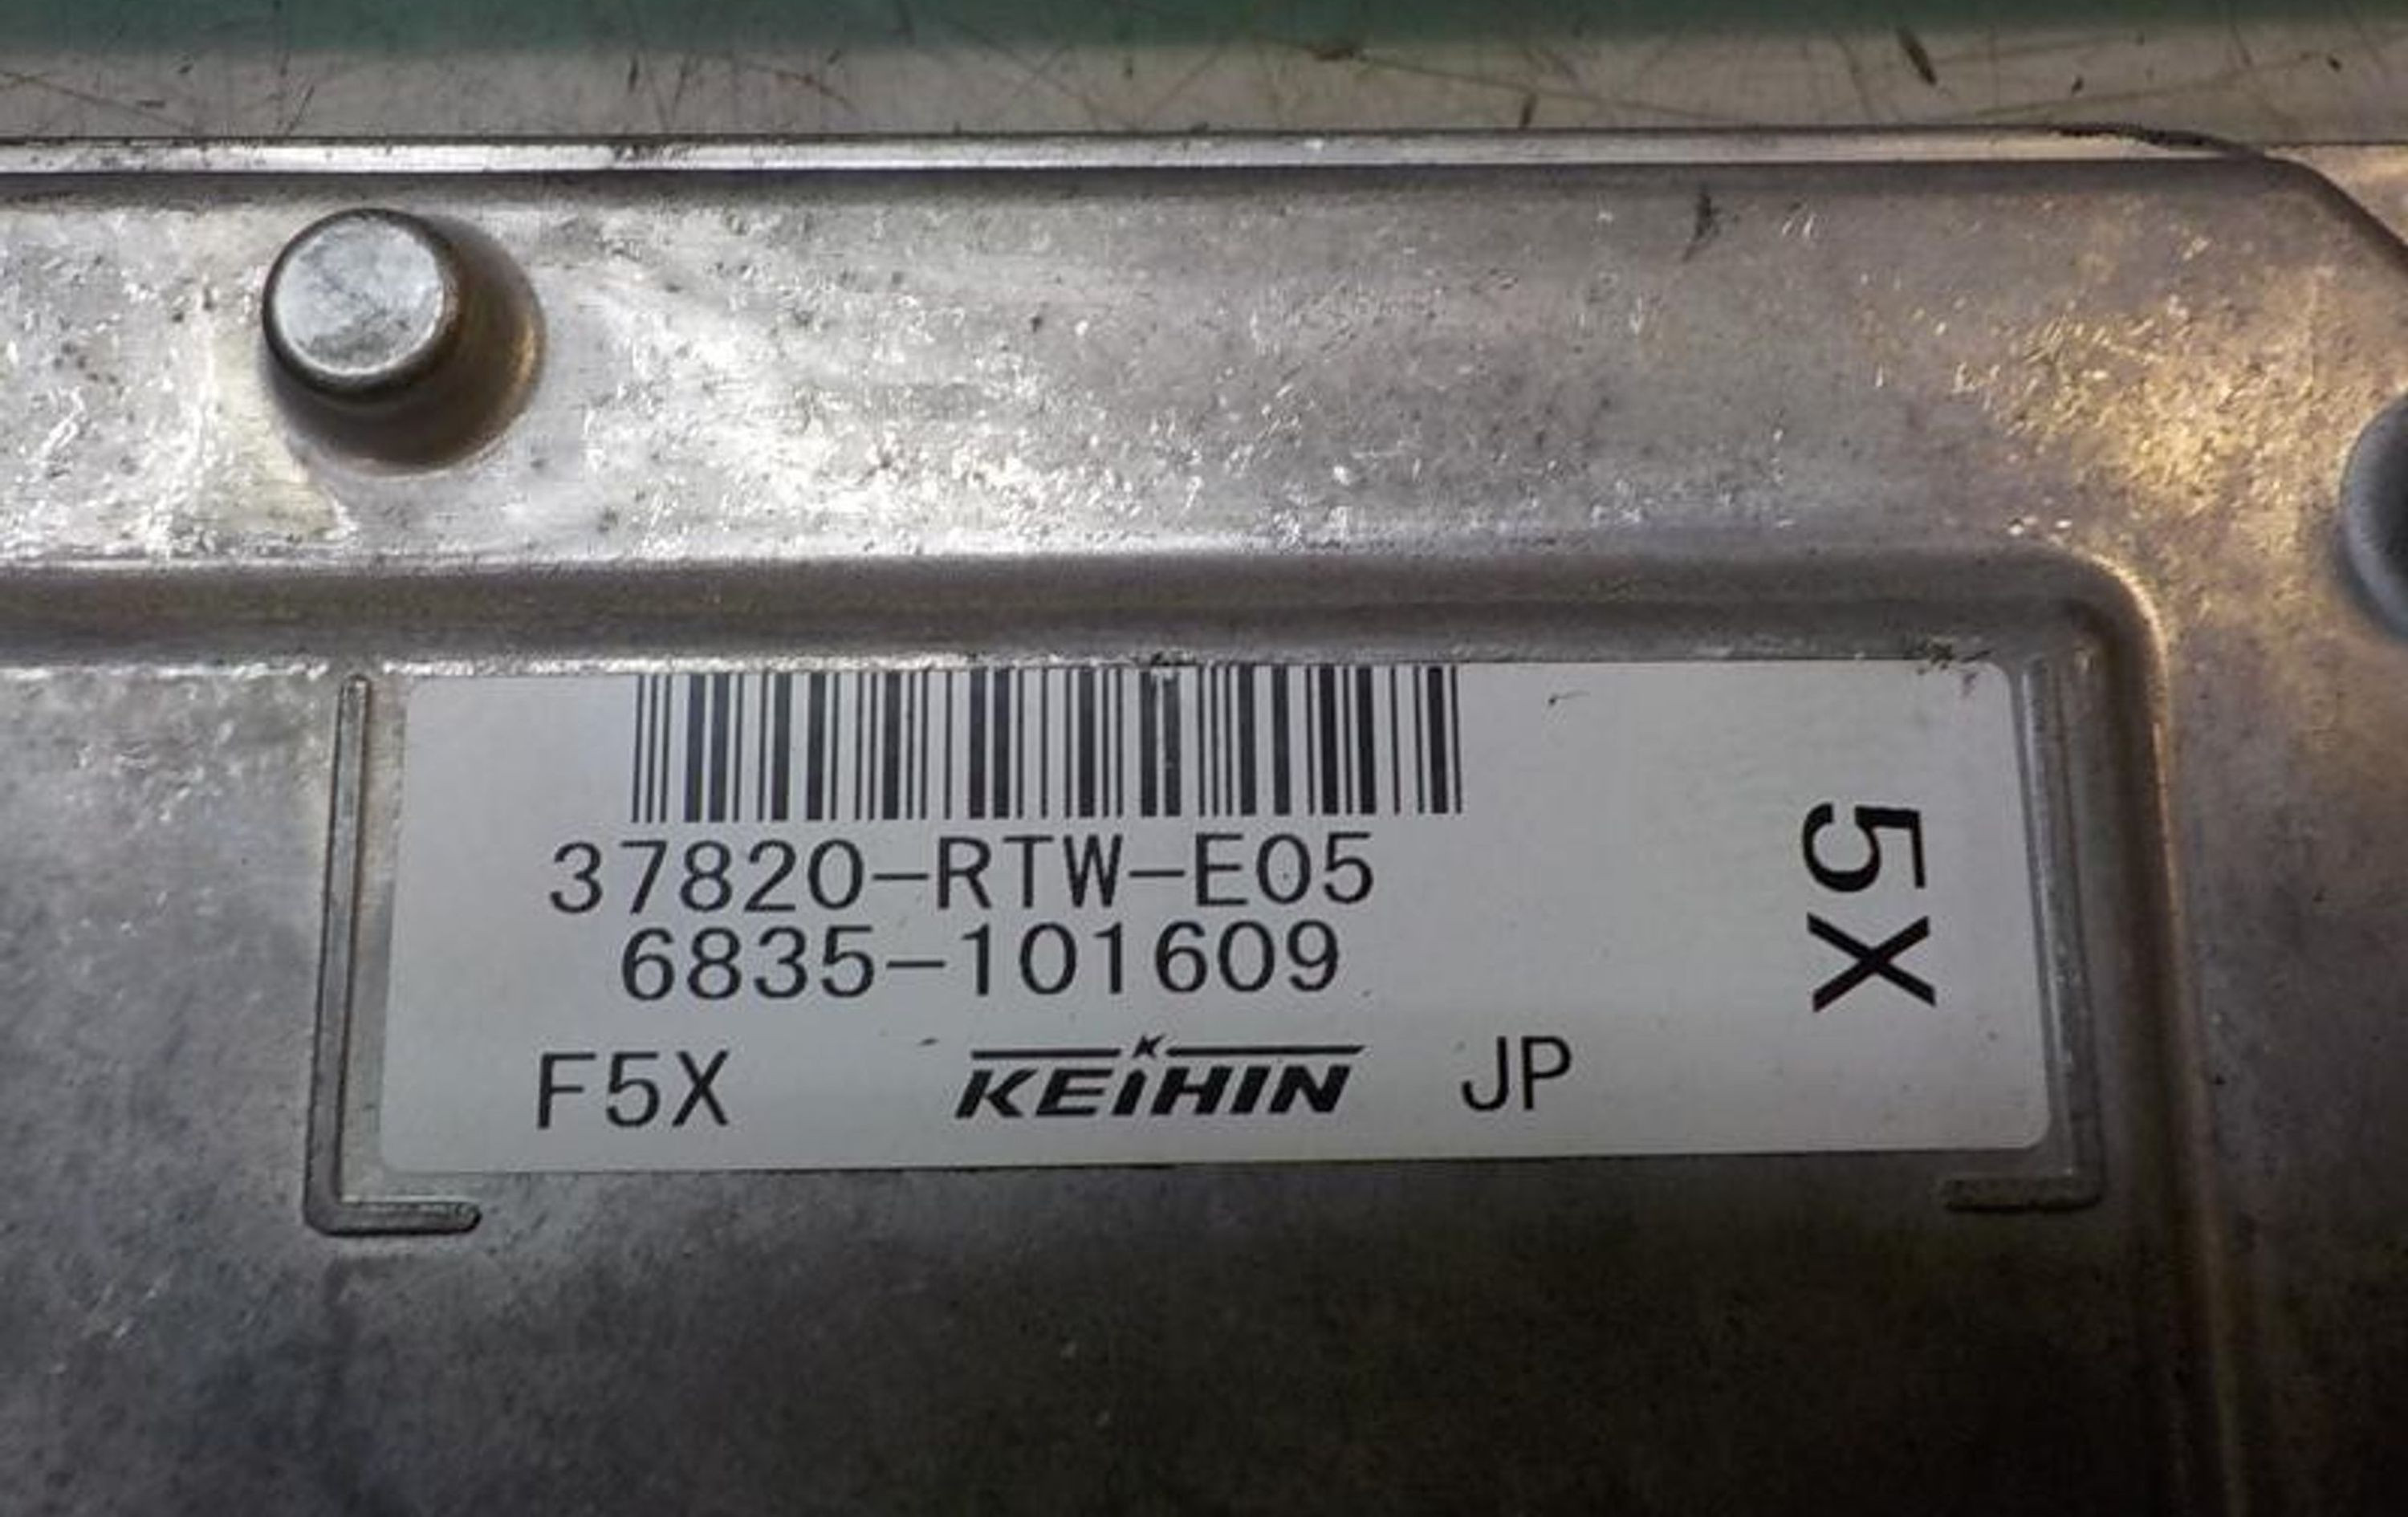 37820-RTW-E05
6835-101609
F5X KEIHIN JP
5X